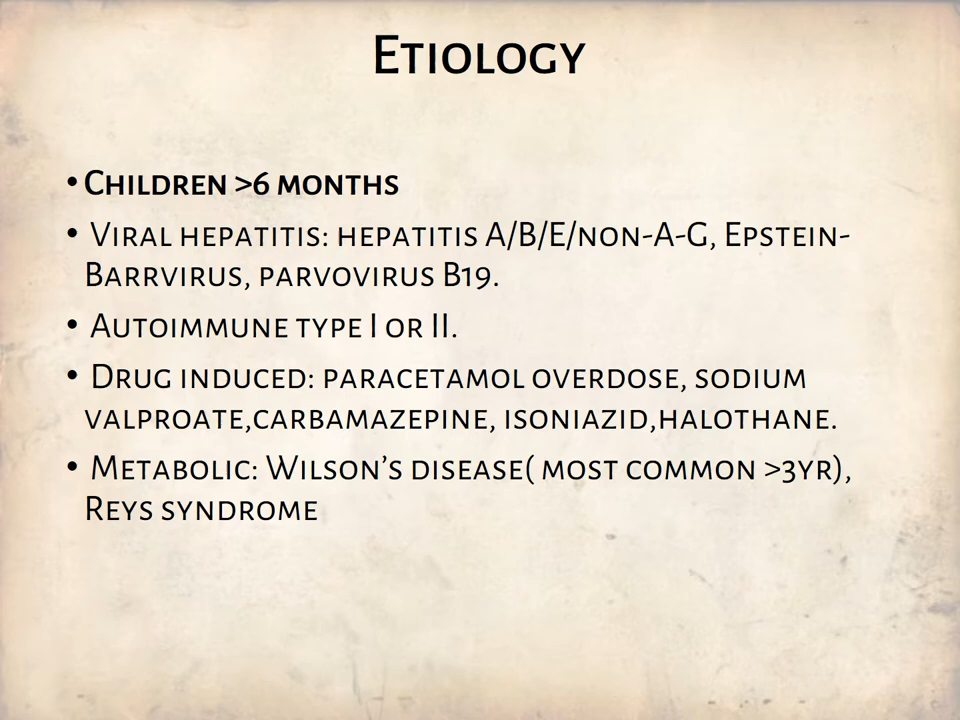 Etiology
• Children >6 months
• Viral hepatitis: hepatitis A/B/E/non-A-G, Epstein-
Barrvirus, parvovirus B19.
• Autoimmune type I or II.
• Drug induced: paracetamol overdose, sodium
valproate,carbamazepine, isoniazid,halothane.
• Metabolic: Wilson’s disease( most common >3yr),
Reys syndrome